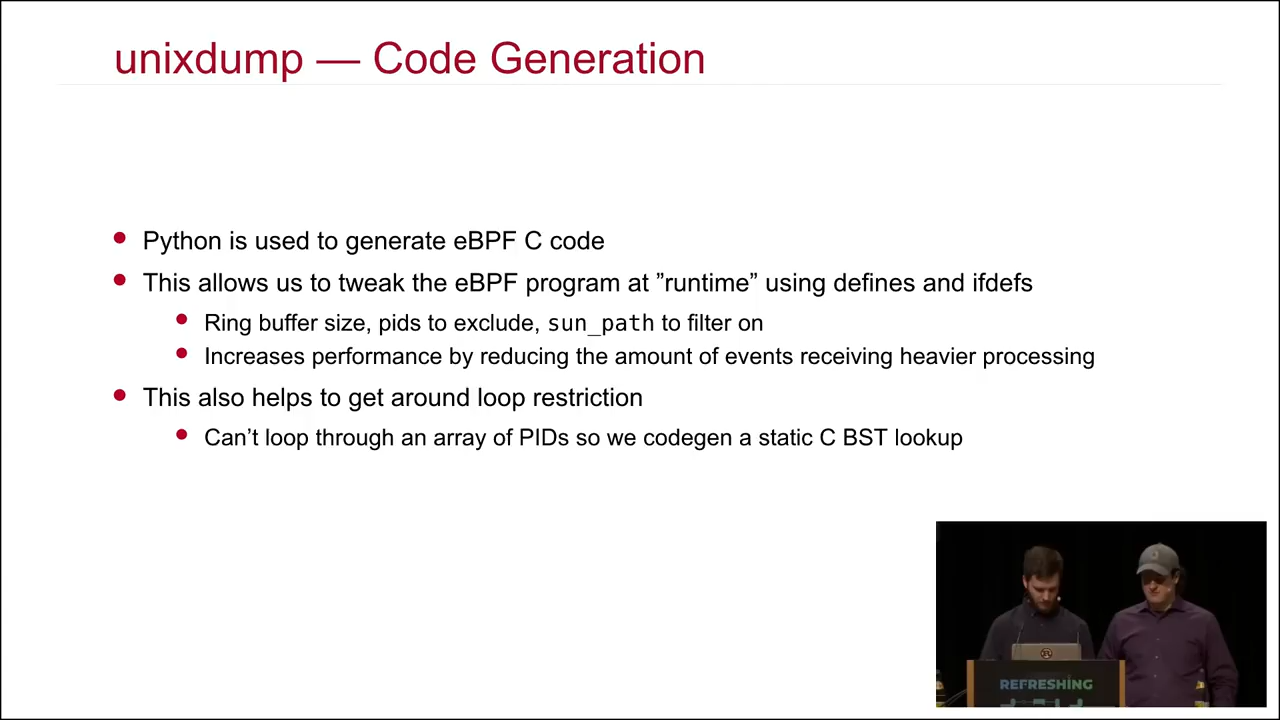 unixdump — Code Generation
Python is used to generate eBPF C code
This allows us to tweak the eBPF program at ”runtime” using defines and ifdefs
Ring buffer size, pids to exclude, sun_path to filter on
Increases performance by reducing the amount of events receiving heavier processing
This also helps to get around loop restriction
Can’t loop through an array of PIDs so we codegen a static C BST lookup
REFRESHING